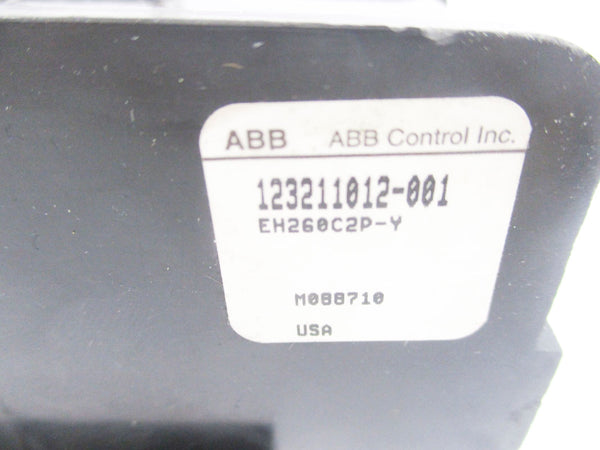 ABB ABB Control Inc.
123211012-001
EH260C2P-Y
M088710
USA